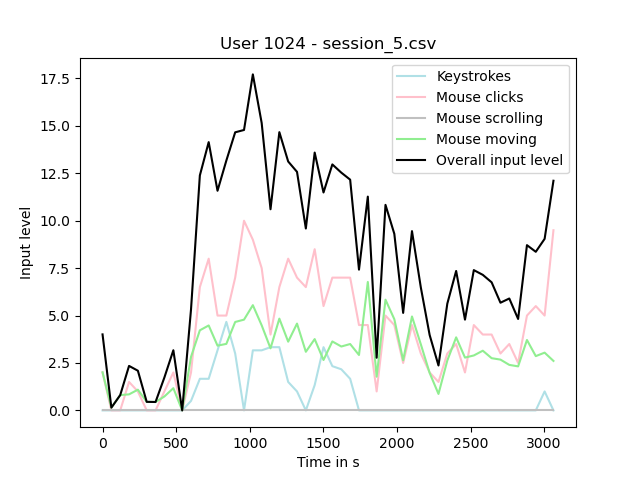 User 1024 - session_5.csv
Keystrokes
Mouse clicks
Mouse scrolling
Mouse moving
Overall input level
Input level
17.5
15.0
12.5
10.0
7.5
5.0
2.5
0.0
0 500 1000 1500 2000 2500 3000
Time in s